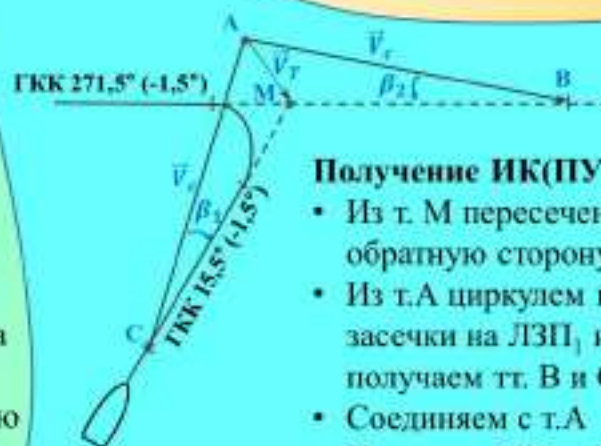 A
V̅ᵣ
ГКК 271,5° (-1,5°)
V̅ₜ
M
β₂
B
Получение ИК(ПУ
• Из т. М пересечен
обратную сторону
• Из т.А циркулем
засечки на ЛЗП₁
получаем тт. В и
• Соединяем с т.А
V̅ᵣ
β₁
ГКК 15,5° (-1,5°)
C
а
ю